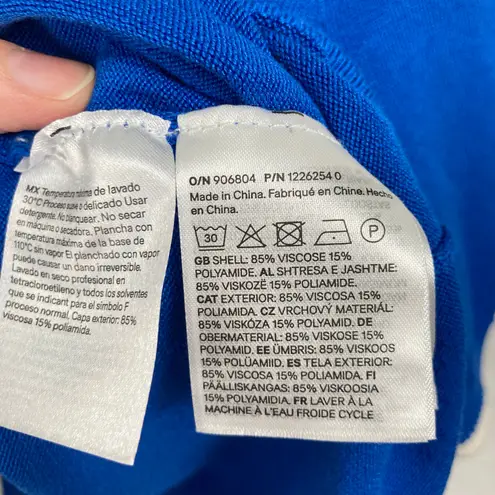 MX Temperatura máxima de lavado
30°C Proceso suave o delicado Usar
detergente. No blanquear. No secar
en máquina o secadora. Plancha con
temperatura máxima de la base de
110°C sin vapor El planchado con vapor
puede causar un dano irreversible.
Lavado en seco profesional en
tetracloroetileno y todos los solventes
que se indican para el simbolo F
proceso normal. Capa exterior: 85%
viscosa 15% poliamida.
O/N 906804 P/N 1226254 0
Made in China. Fabriqué en Chine. Hecho
en China.
30 P
GB SHELL: 85% VISCOSE 15%
POLYAMIDE. AL SHTRESA E JASHTME:
85% VISKOZË 15% POLIAMIDE.
CAT EXTERIOR: 85% VISCOSA 15%
POLIAMIDA. CZ VRCHOVÝ MATERIÁL:
85% VISKÓZA 15% POLYAMID. DE
OBERMATERIAL: 85% VISKOSE 15%
POLYAMID. EE ÜMBRIS: 85% VISKOOS
15% POLÜAMIID. ES TELA EXTERIOR:
85% VISCOSA 15% POLIAMIDA. FI
PÄÄLLISKANGAS: 85% VISKOOSIA
15% POLYAMIDIA. FR LAVER À LA
MACHINE À L'EAU FROIDE CYCLE